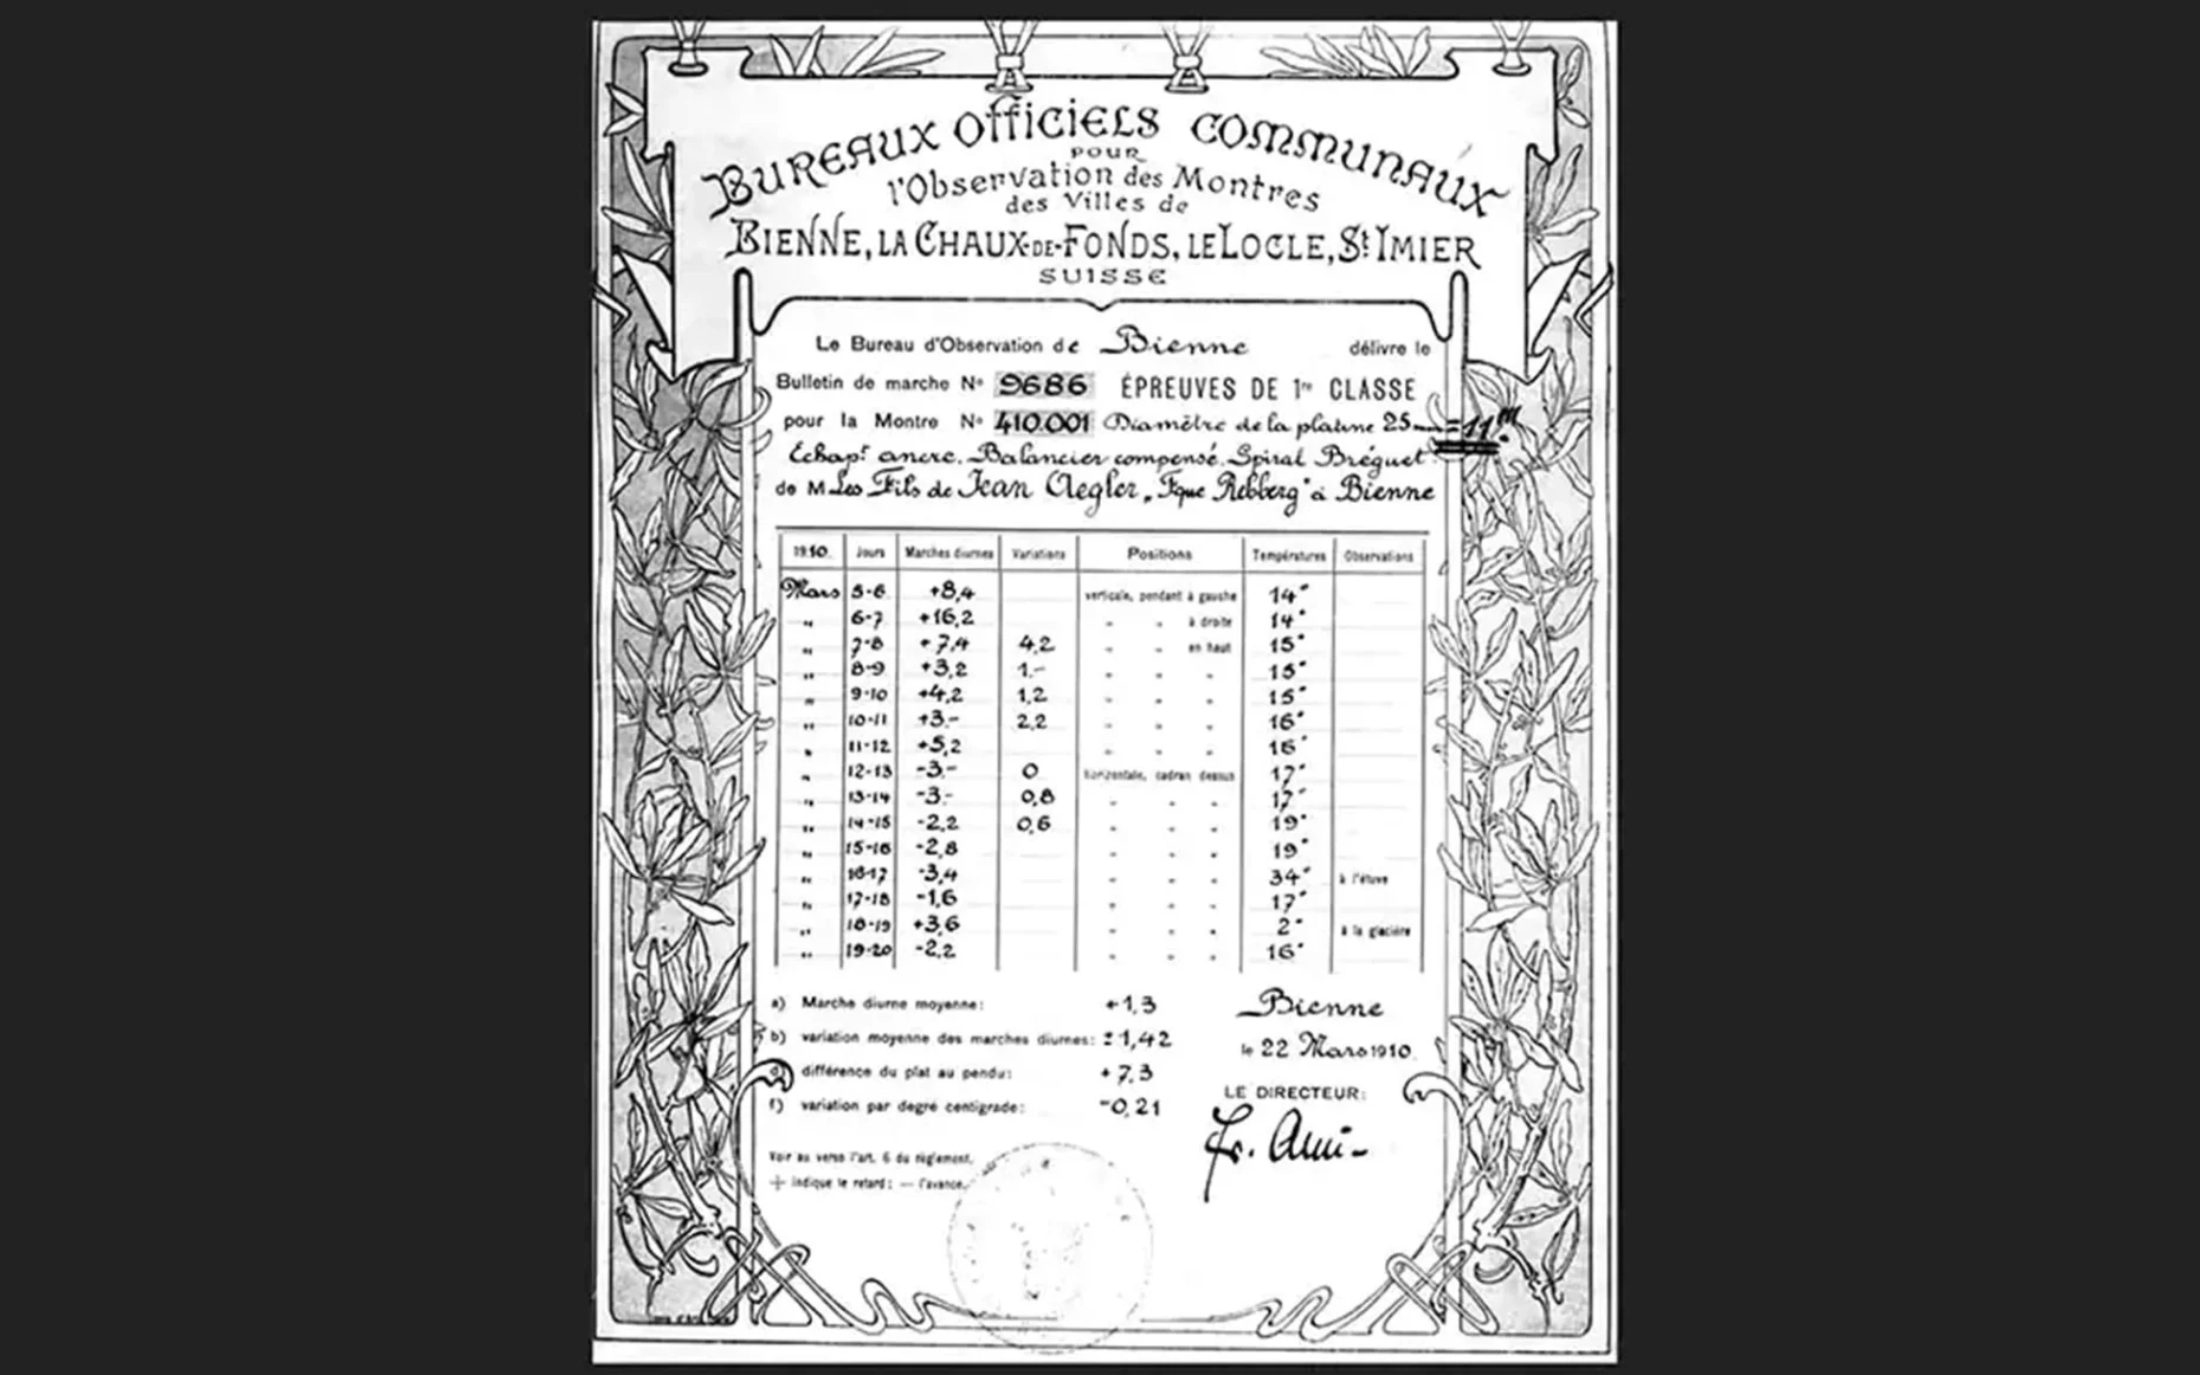 BUREAUX OFFICIELS COMMUNAUX
POUR
l'Observation des Montres
des Villes de
BIENNE, LA CHAUX-DE-FONDS, LE LOCLE, St IMIER
SUISSE
Le Bureau d'Observation de Bienne délivre le
Bulletin de marche No 9686 ÉPREUVES DE 1re CLASSE
pour la Montre No 410.001 Diamètre de la platine 25 = 11'''
Echapt ancre. Balancier compensé. Spiral Bréguet.
de M Les Fils de Jean Aegler, "Fque Rebberg" à Bienne
1910. Jours Marches diurnes Variations Positions Températures Observations
Mars 5-6 +8,4 verticale, pendant à gauche 14°
" 6-7 +16,2 " " à droite 14°
" 7-8 +7,4 4,2 " " en haut 15°
" 8-9 +3,2 1.- " " " 15°
" 9-10 +4,2 1,2 " " " 15°
" 10-11 +3.- 2,2 " " " 16°
" 11-12 +5,2 " " " 16°
" 12-13 -3.- 0 horizontale, cadran dessus 17°
" 13-14 -3.- 0,8 " " " 17°
" 14-15 -2,2 0,6 " " " 19°
" 15-16 -2,8 " " " 19°
" 16-17 -3,4 " " " 34° à l'étuve
" 17-18 -1,6 " " " 17°
" 18-19 +3,6 " " " 2° à la glacière
" 19-20 -2,2 " " " 16°
a) Marche diurne moyenne: +1,3
b) variation moyenne des marches diurnes: ±1,42
d) différence du plat au pendu: +7,3
f) variation par degré centigrade: -0,21
Bienne
le 22 Mars 1910.
LE DIRECTEUR:
Voir au verso l'art. 6 du règlement.
+ indique le retard; — l'avance.